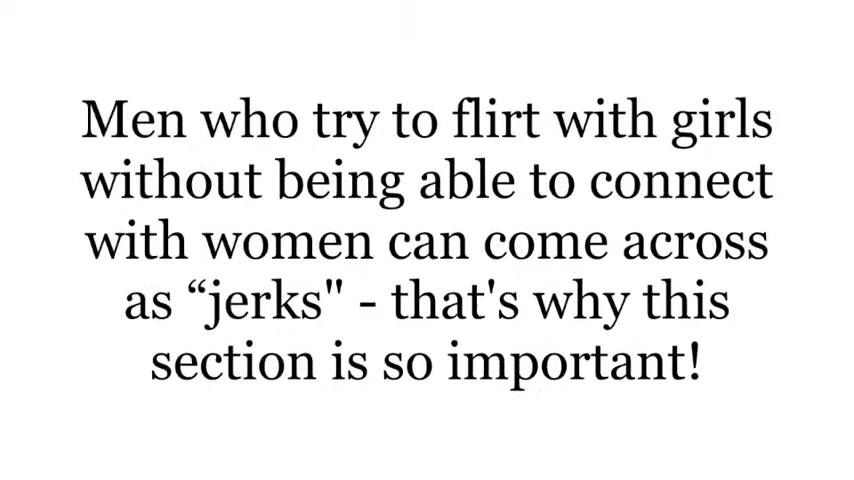 Men who try to flirt with girls
without being able to connect
with women can come across
as “jerks" - that's why this
section is so important!